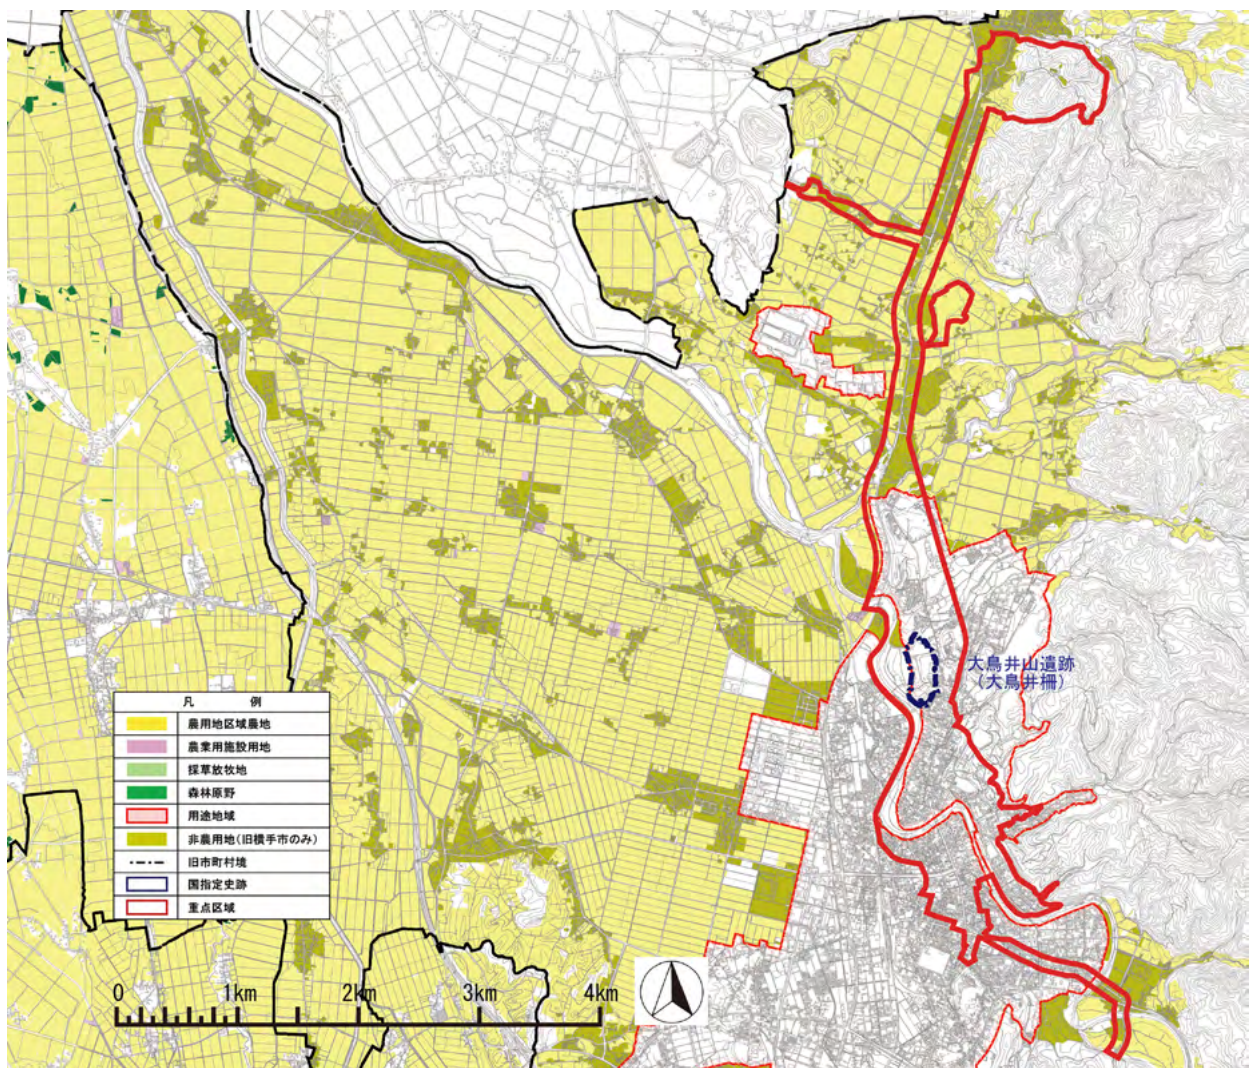 大鳥井山遺跡
(大鳥井柵)
凡 例
農用地区域農地
農業用施設用地
採草放牧地
森林原野
用途地域
非農用地(旧横手市のみ)
旧市町村境
国指定史跡
重点区域
0 1km 2km 3km 4km